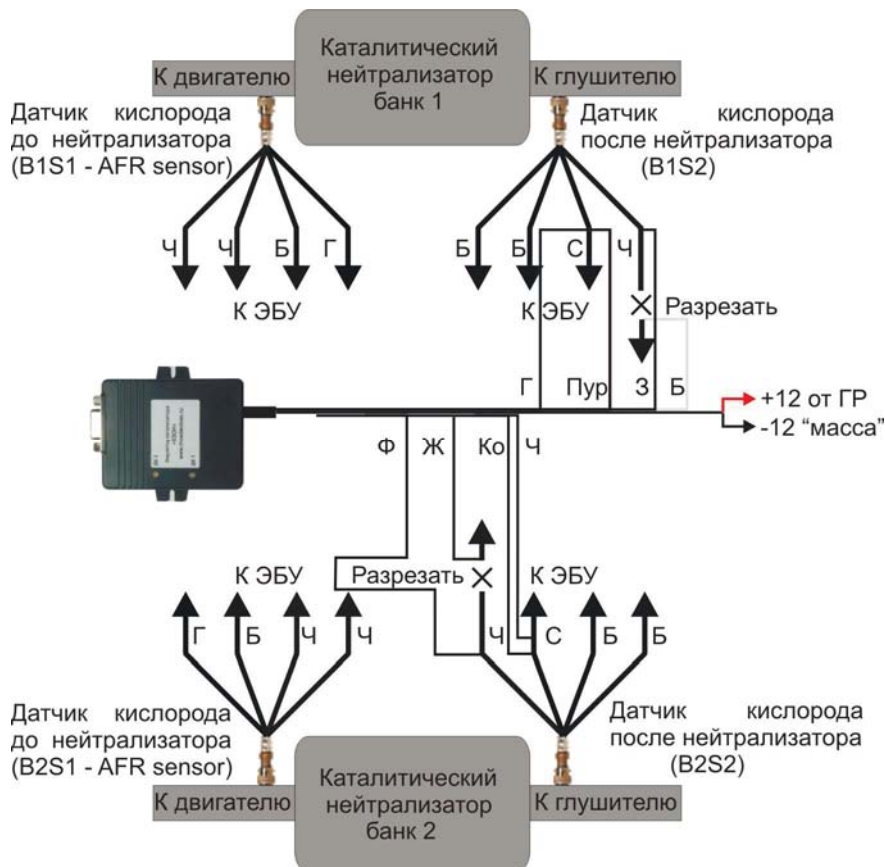 Каталитический
нейтрализатор
банк 1
К двигателю
К глушителю
Датчик кислорода
до нейтрализатора
(B1S1 - AFR sensor)
Датчик кислорода
после нейтрализатора
(B1S2)
Ч Ч Б Г
Б Б С Ч
К ЭБУ
К ЭБУ
Разрезать
Г Пур З Б
+12 от ГР
-12 “масса”
Ф Ж Ко Ч
К ЭБУ
Разрезать
К ЭБУ
Г Б Ч Ч
Ч С Б Б
Датчик кислорода
до нейтрализатора
(B2S1 - AFR sensor)
Датчик кислорода
после нейтрализатора
(B2S2)
К двигателю
Каталитический
нейтрализатор
банк 2
К глушителю